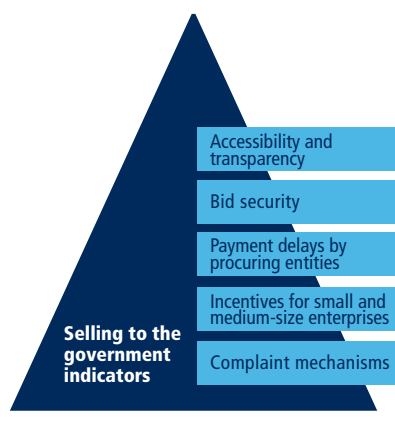 Accessibility and
transparency
Bid security
Payment delays by
procuring entities
Incentives for small and
medium-size enterprises
Selling to the
government
indicators
Complaint mechanisms